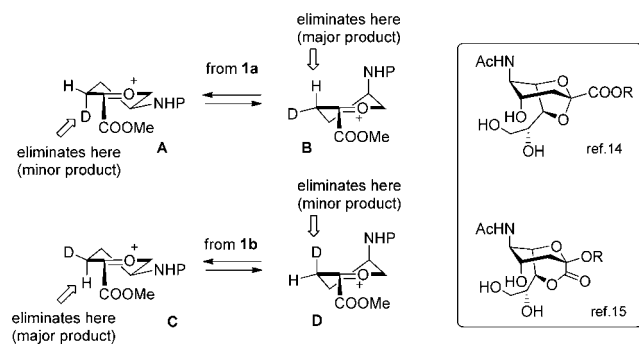 eliminates here
(major product)
from 1a
H
D
O
+
NHP
COOMe
A
eliminates here
(minor product)
H
NHP
D
O
+
COOMe
B
eliminates here
(major product)
from 1b
D
H
O
+
NHP
COOMe
C
eliminates here
(major product)
D
NHP
H
O
+
COOMe
D
AcHN
O
HO
O
COOR
HO
OH
ref.14
AcHN
O
R
HO
O
O
HO
OH
ref.15